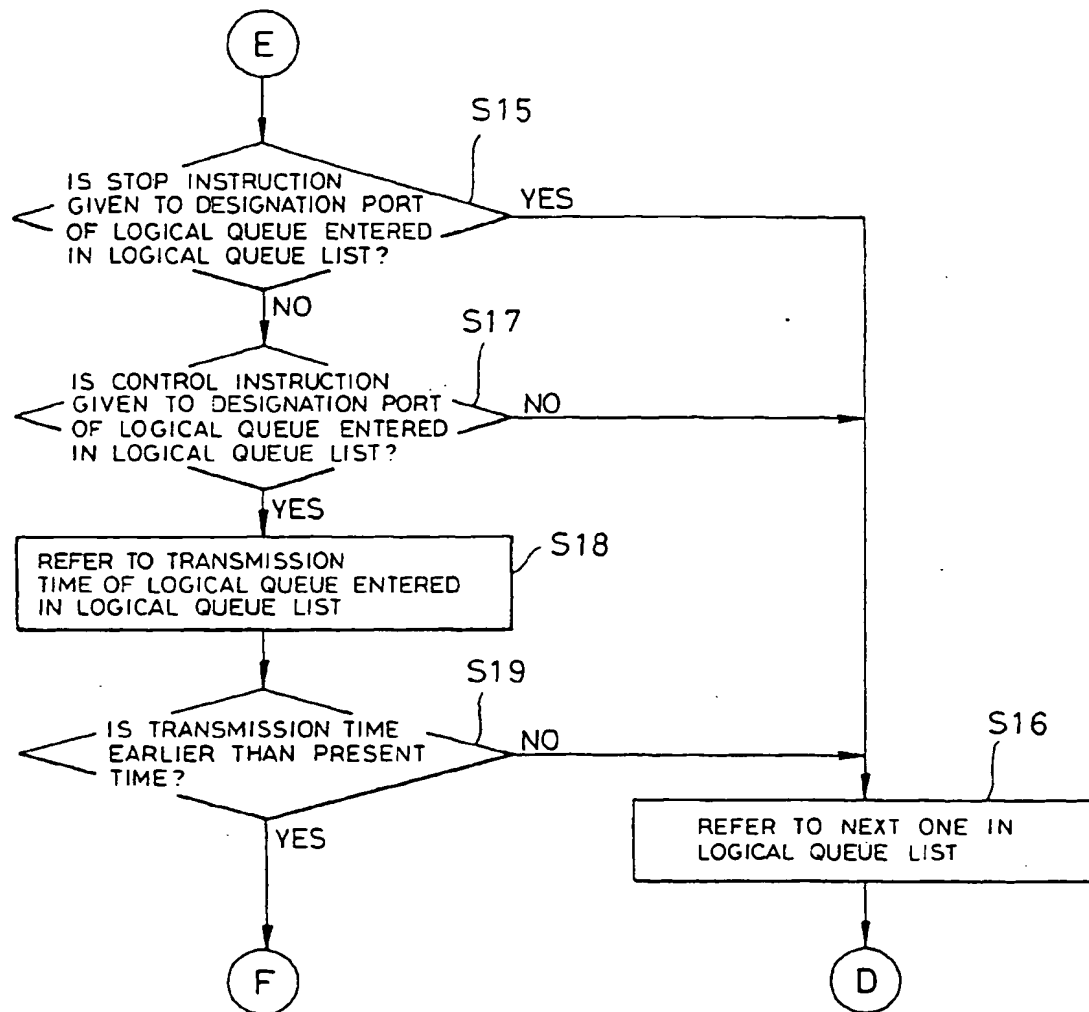 E
S15
IS STOP INSTRUCTION
GIVEN TO DESIGNATION PORT
OF LOGICAL QUEUE ENTERED
IN LOGICAL QUEUE LIST?
YES
NO
S17
IS CONTROL INSTRUCTION
GIVEN TO DESIGNATION PORT
OF LOGICAL QUEUE ENTERED
IN LOGICAL QUEUE LIST?
NO
YES
S18
REFER TO TRANSMISSION
TIME OF LOGICAL QUEUE ENTERED
IN LOGICAL QUEUE LIST
S19
IS TRANSMISSION TIME
EARLIER THAN PRESENT
TIME?
NO
YES
S16
REFER TO NEXT ONE IN
LOGICAL QUEUE LIST
F
D